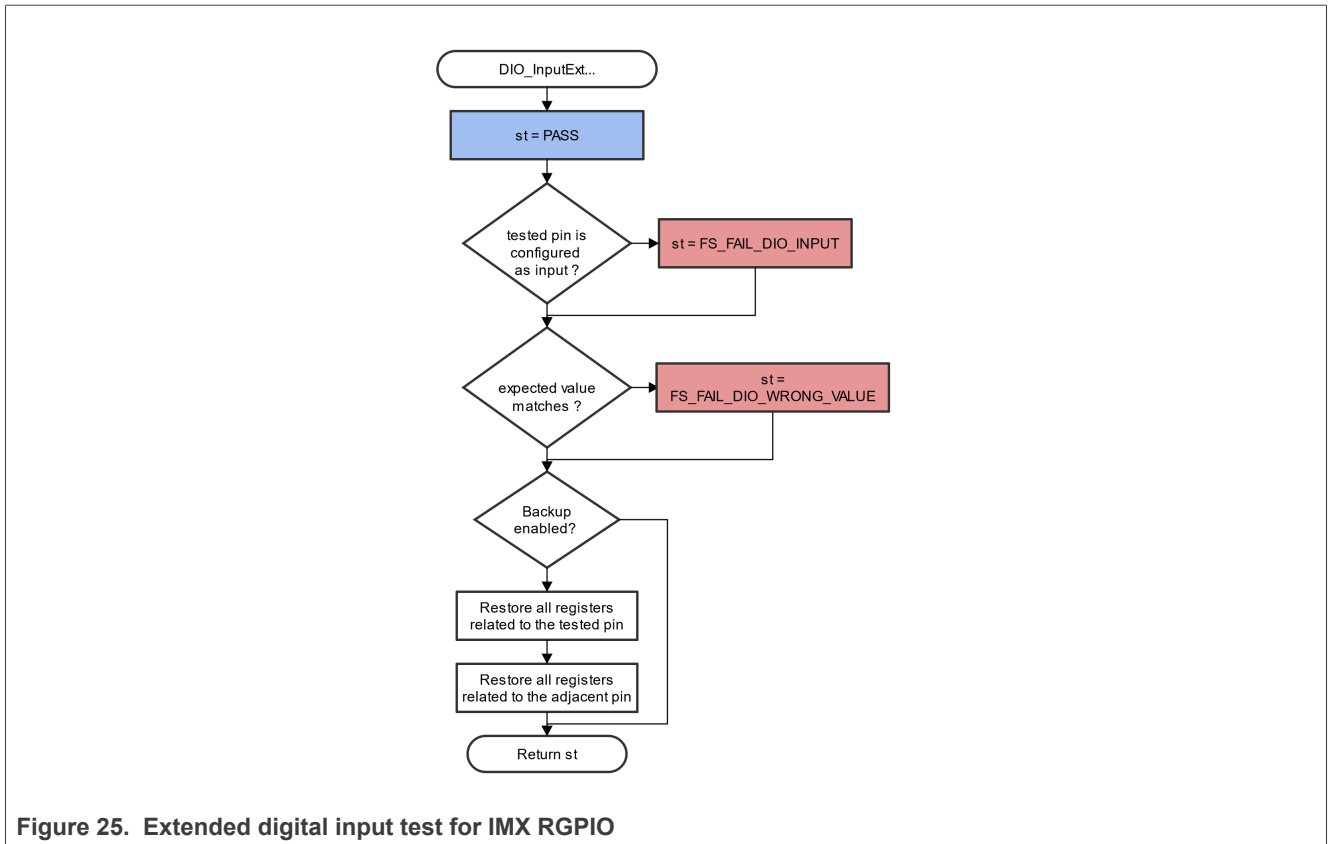 DIO_InputExt...
st = PASS
tested pin is
configured
as input ?
st = FS_FAIL_DIO_INPUT
expected value
matches ?
st =
FS_FAIL_DIO_WRONG_VALUE
Backup
enabled?
Restore all registers
related to the tested pin
Restore all registers
related to the adjacent pin
Return st
Figure 25. Extended digital input test for IMX RGPIO